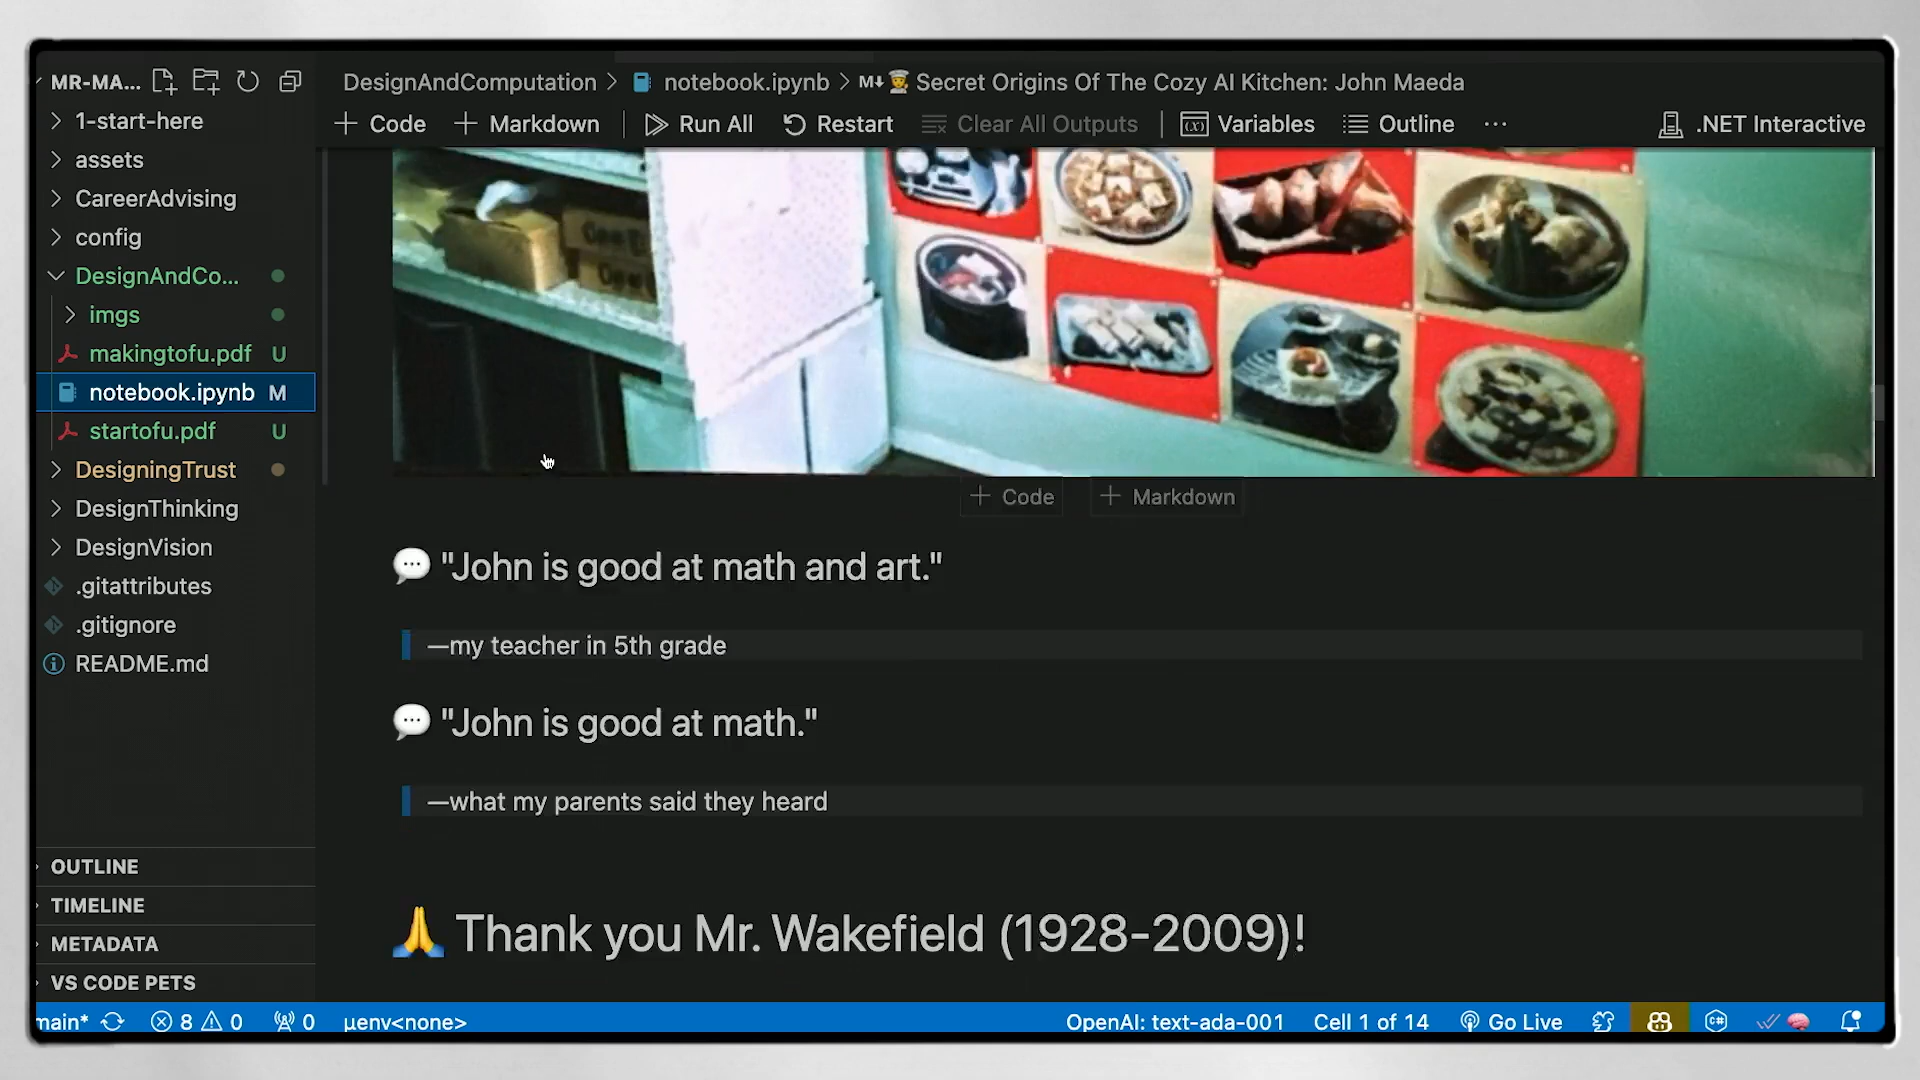 MR-MA...
1-start-here
assets
CareerAdvising
config
DesignAndCo...
imgs
makingtofu.pdf U
notebook.ipynb M
startofu.pdf U
DesigningTrust
DesignThinking
DesignVision
.gitattributes
.gitignore
README.md
OUTLINE
TIMELINE
METADATA
VS CODE PETS
DesignAndComputation > notebook.ipynb > M↓ Secret Origins Of The Cozy AI Kitchen: John Maeda
+ Code + Markdown Run All Restart Clear All Outputs Variables Outline ... .NET Interactive
+ Code + Markdown
"John is good at math and art."
—my teacher in 5th grade
"John is good at math."
—what my parents said they heard
Thank you Mr. Wakefield (1928-2009)!
main* 8 0 0 µenv<none> OpenAI: text-ada-001 Cell 1 of 14 Go Live